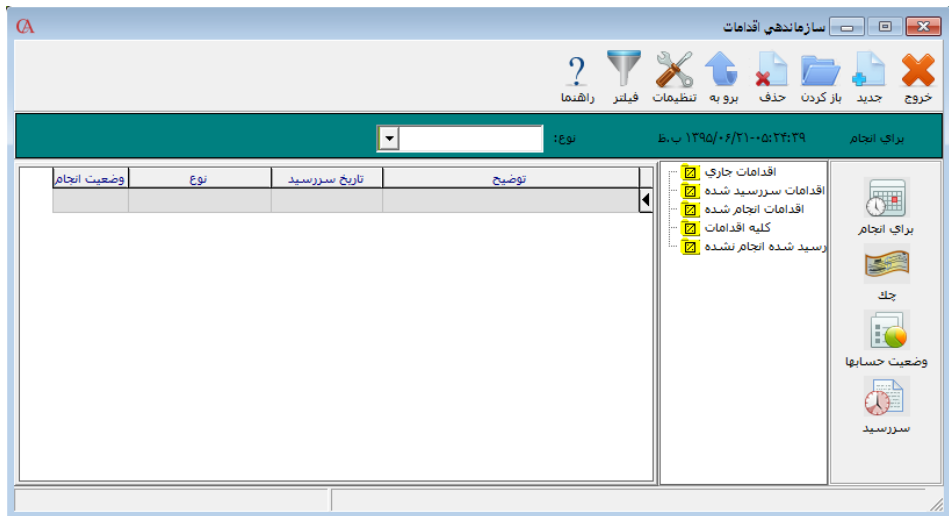 سازماندهي اقدامات
خروج جديد باز كردن حذف برو به تنظيمات فيلتر راهنما
براي انجام ۱۳۹۵/۰۶/۲۱-۰۵:۲۴:۳۹ ب.ظ نوع:
توضيح تاريخ سررسيد نوع وضعيت انجام
اقدامات جاري
اقدامات سررسيد شده
اقدامات انجام شده
كليه اقدامات
رسيد شده انجام نشده
براي انجام
چك
وضعيت حسابها
سررسيد